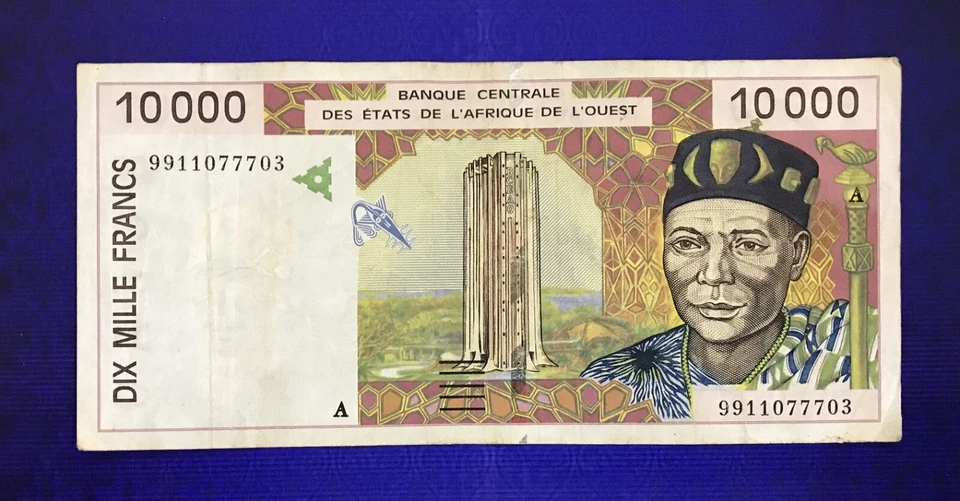 10 000
BANQUE CENTRALE
DES ÉTATS DE L'AFRIQUE DE L'OUEST
10 000
9911077703
DIX MILLE FRANCS
A
A
9911077703